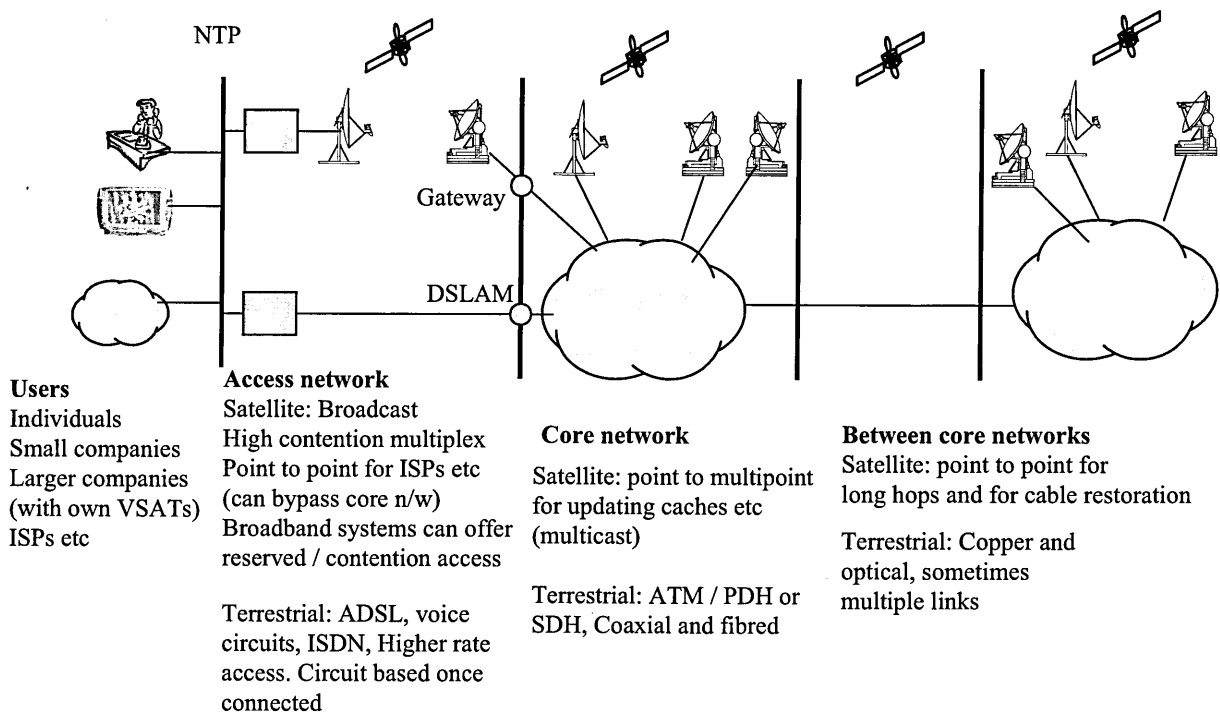 NTP
Gateway
DSLAM
Users
Individuals
Small companies
Larger companies
(with own VSATs)
ISPs etc
Access network
Satellite: Broadcast
High contention multiplex
Point to point for ISPs etc
(can bypass core n/w)
Broadband systems can offer
reserved / contention access
Terrestrial: ADSL, voice
circuits, ISDN, Higher rate
access. Circuit based once
connected
Core network
Satellite: point to multipoint
for updating caches etc
(multicast)
Terrestrial: ATM / PDH or
SDH, Coaxial and fibred
Between core networks
Satellite: point to point for
long hops and for cable restoration
Terrestrial: Copper and
optical, sometimes
multiple links